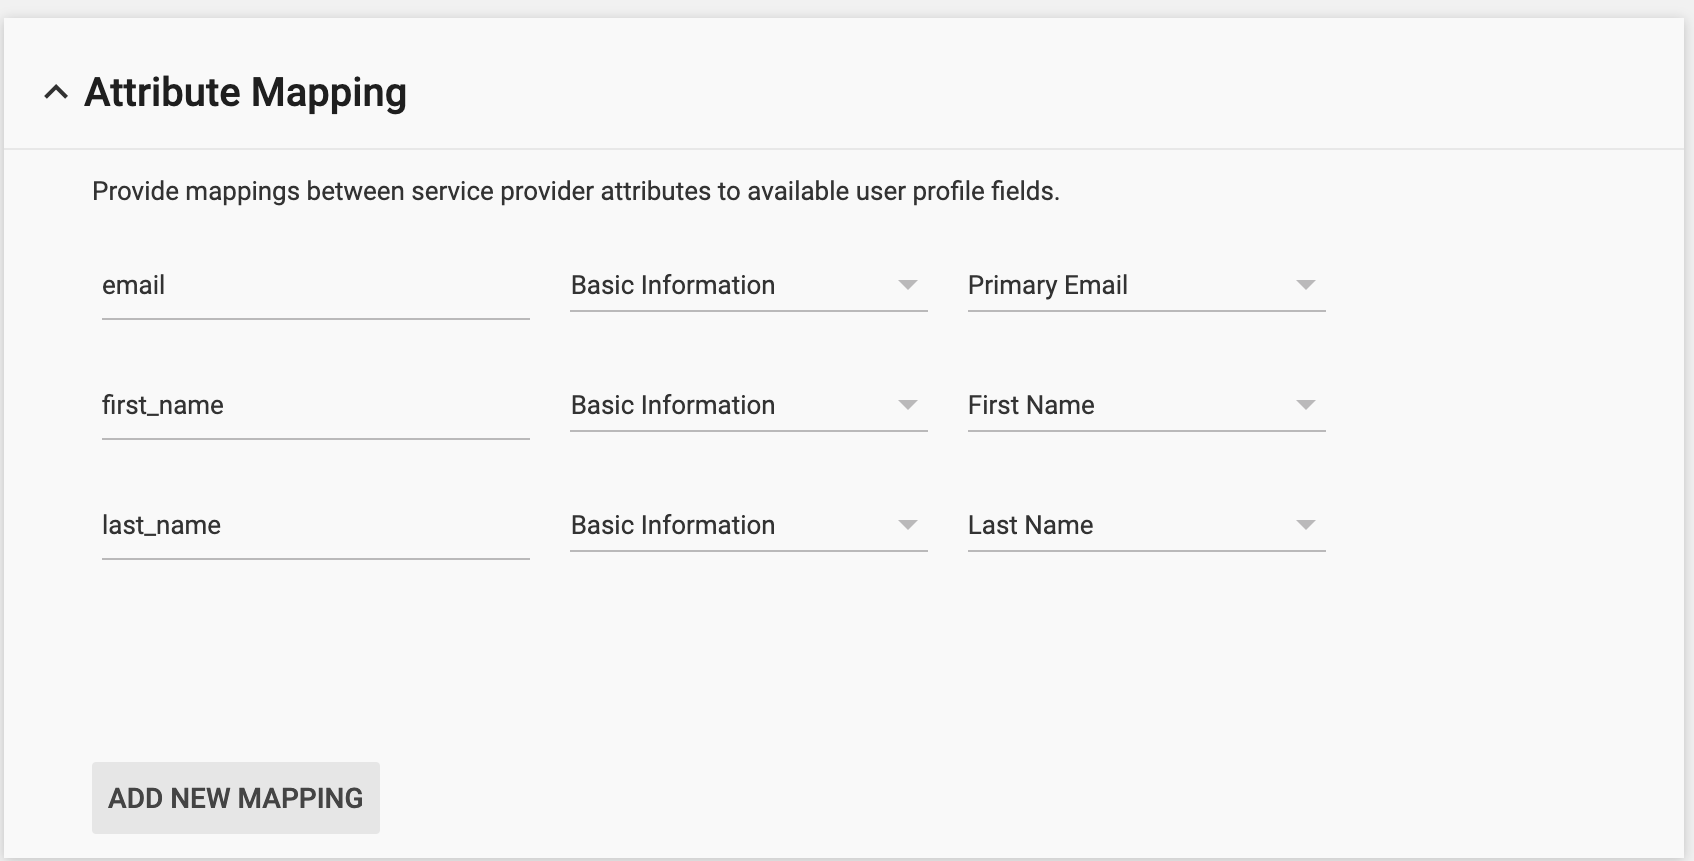 Attribute Mapping
Provide mappings between service provider attributes to available user profile fields.
email Basic Information Primary Email
first_name Basic Information First Name
last_name Basic Information Last Name
ADD NEW MAPPING